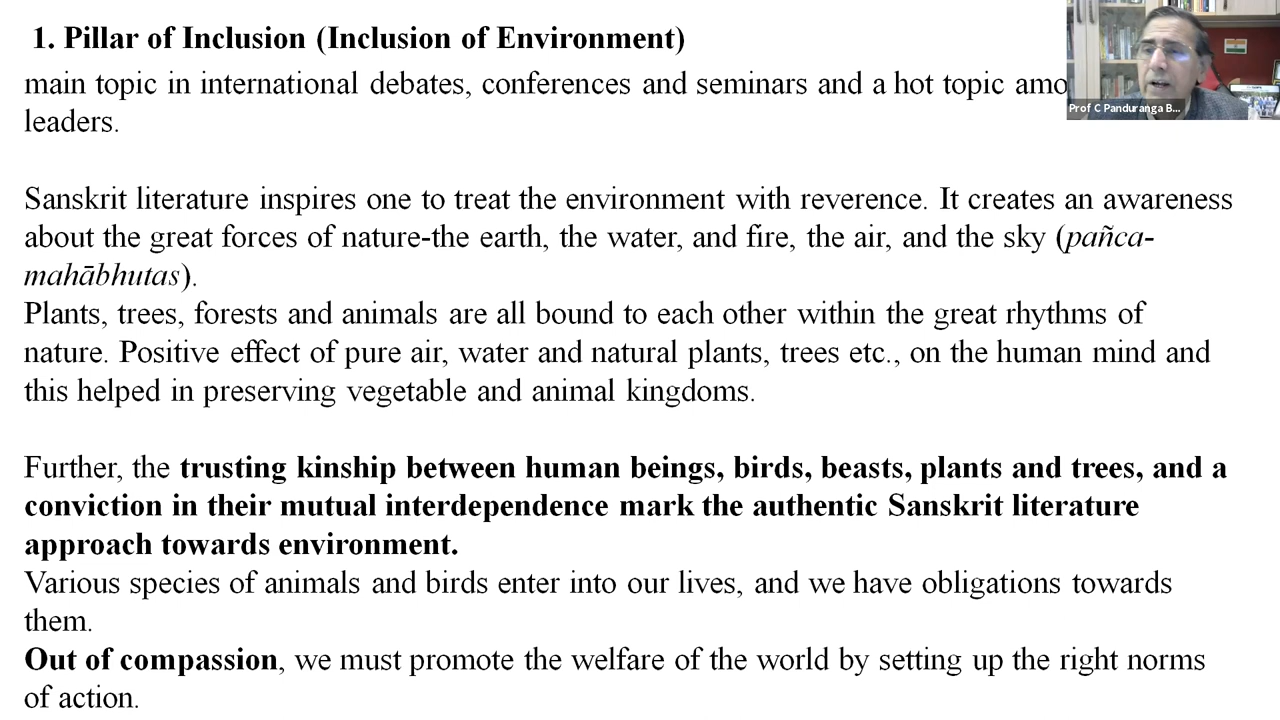 1. Pillar of Inclusion (Inclusion of Environment)
main topic in international debates, conferences and seminars and a hot topic amo
leaders.
Prof C Panduranga B...
Sanskrit literature inspires one to treat the environment with reverence. It creates an awareness
about the great forces of nature-the earth, the water, and fire, the air, and the sky (pañca-
mahābhutas).
Plants, trees, forests and animals are all bound to each other within the great rhythms of
nature. Positive effect of pure air, water and natural plants, trees etc., on the human mind and
this helped in preserving vegetable and animal kingdoms.
Further, the trusting kinship between human beings, birds, beasts, plants and trees, and a
conviction in their mutual interdependence mark the authentic Sanskrit literature
approach towards environment.
Various species of animals and birds enter into our lives, and we have obligations towards
them.
Out of compassion, we must promote the welfare of the world by setting up the right norms
of action.